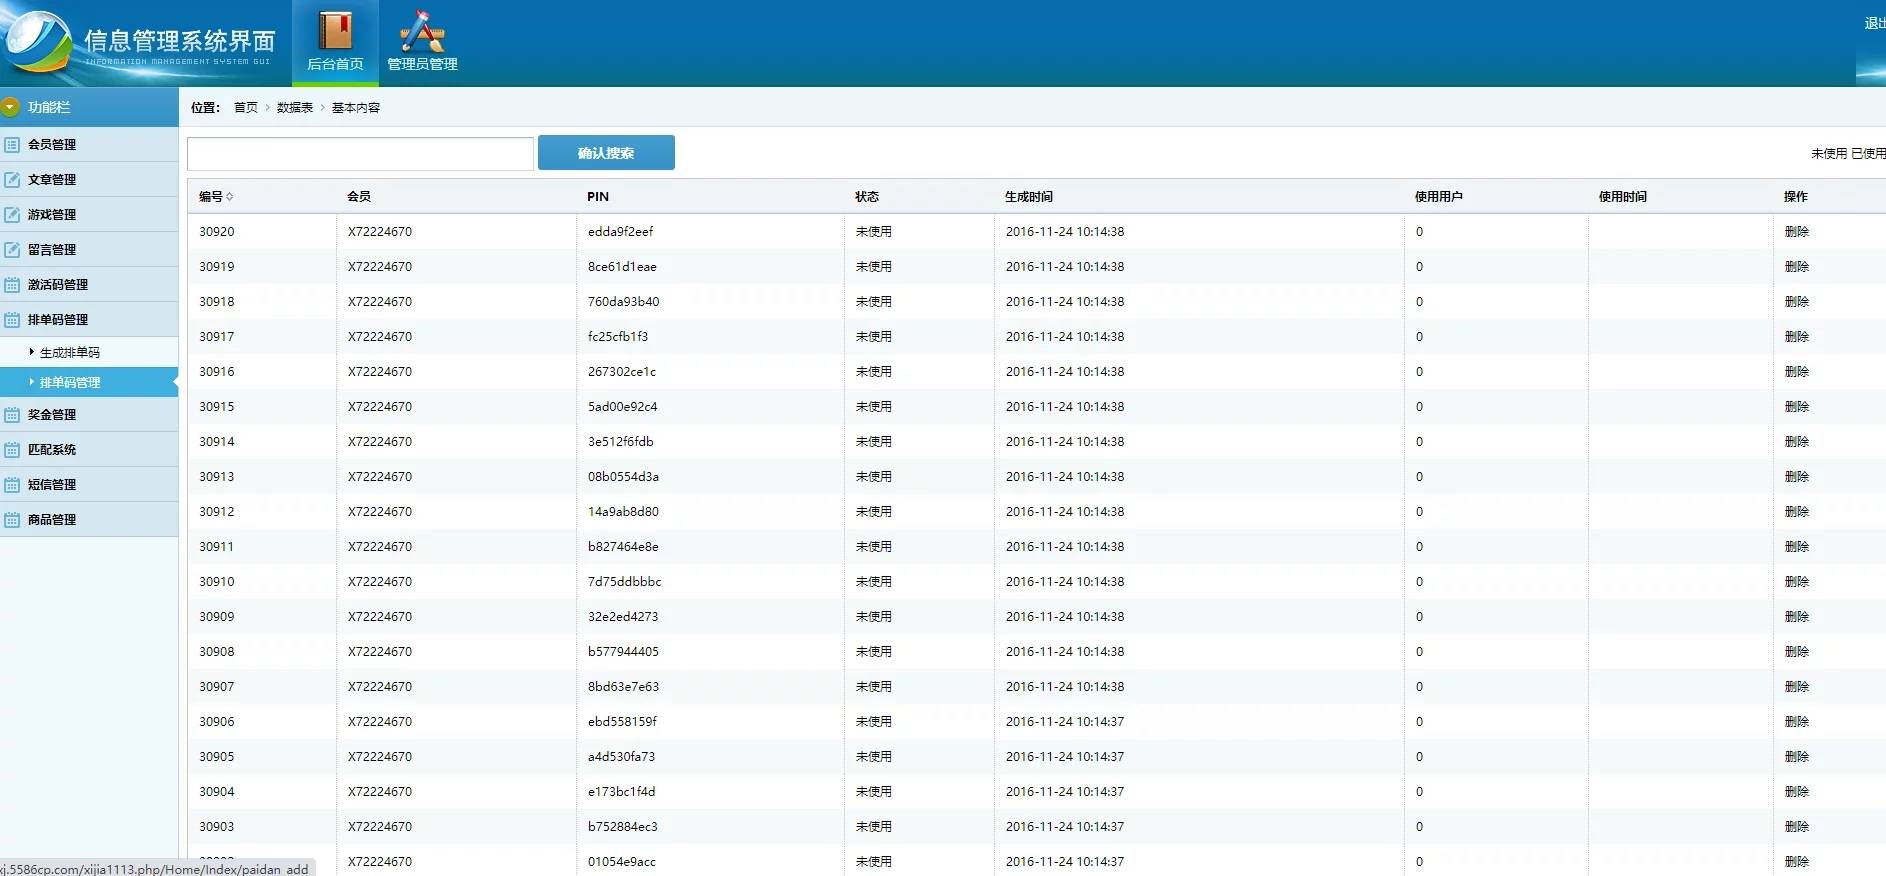 信息管理系统界面
INFORMATION MANAGEMENT SYSTEM GUI
后台首页
管理员管理
退出
功能栏
位置： 首页 › 数据表 › 基本内容
会员管理
文章管理
游戏管理
留言管理
激活码管理
排单码管理
生成排单码
排单码管理
奖金管理
匹配系统
短信管理
商品管理
确认搜索
未使用 已使用
编号 会员 PIN 状态 生成时间 使用用户 使用时间 操作
30920 X72224670 edda9f2eef 未使用 2016-11-24 10:14:38 0 删除
30919 X72224670 8ce61d1eae 未使用 2016-11-24 10:14:38 0 删除
30918 X72224670 760da93b40 未使用 2016-11-24 10:14:38 0 删除
30917 X72224670 fc25cfb1f3 未使用 2016-11-24 10:14:38 0 删除
30916 X72224670 267302ce1c 未使用 2016-11-24 10:14:38 0 删除
30915 X72224670 5ad00e92c4 未使用 2016-11-24 10:14:38 0 删除
30914 X72224670 3e512f6fdb 未使用 2016-11-24 10:14:38 0 删除
30913 X72224670 08b0554d3a 未使用 2016-11-24 10:14:38 0 删除
30912 X72224670 14a9ab8d80 未使用 2016-11-24 10:14:38 0 删除
30911 X72224670 b827464e8e 未使用 2016-11-24 10:14:38 0 删除
30910 X72224670 7d75ddbbbc 未使用 2016-11-24 10:14:38 0 删除
30909 X72224670 32e2ed4273 未使用 2016-11-24 10:14:38 0 删除
30908 X72224670 b577944405 未使用 2016-11-24 10:14:38 0 删除
30907 X72224670 8bd63e7e63 未使用 2016-11-24 10:14:38 0 删除
30906 X72224670 ebd558159f 未使用 2016-11-24 10:14:37 0 删除
30905 X72224670 a4d530fa73 未使用 2016-11-24 10:14:37 0 删除
30904 X72224670 e173bc1f4d 未使用 2016-11-24 10:14:37 0 删除
30903 X72224670 b752884ec3 未使用 2016-11-24 10:14:37 0 删除
X72224670 01054e9acc 未使用 2016-11-24 10:14:37 0 删除
xj.5586cp.com/xijia1113.php/Home/Index/paidan_add